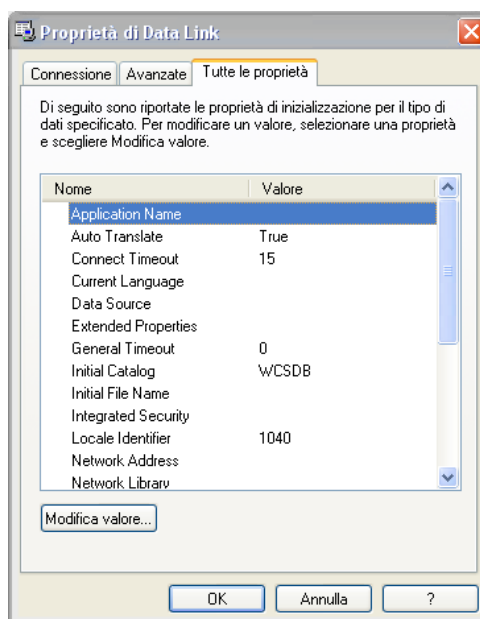 Proprietà di Data Link
Connessione Avanzate Tutte le proprietà
Di seguito sono riportate le proprietà di inizializzazione per il tipo di
dati specificato. Per modificare un valore, selezionare una proprietà
e scegliere Modifica valore.
Nome Valore
Application Name
Auto Translate True
Connect Timeout 15
Current Language
Data Source
Extended Properties
General Timeout 0
Initial Catalog WCSDB
Initial File Name
Integrated Security
Locale Identifier 1040
Network Address
Network Library
Modifica valore...
OK Annulla ?